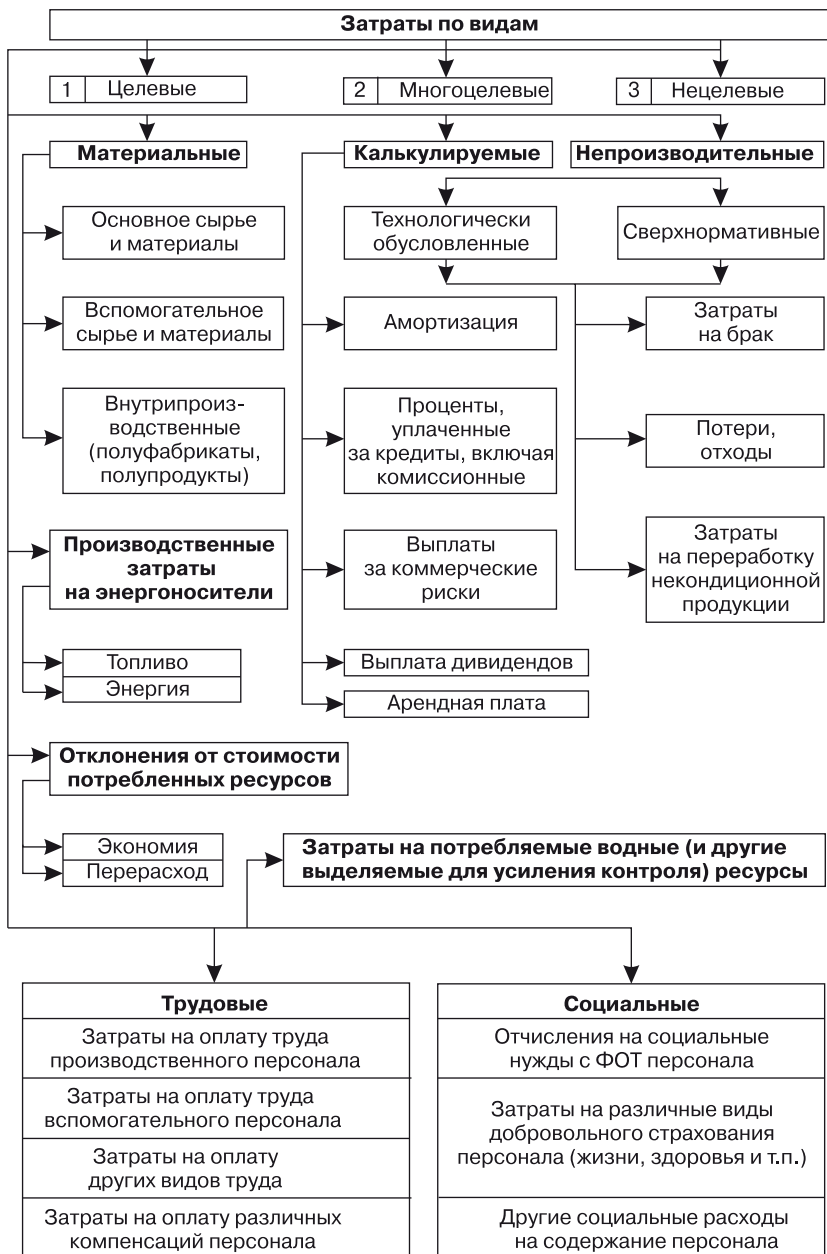 Затраты по видам
1 Целевые
2 Многоцелевые
3 Нецелевые
Материальные
Калькулируемые
Непроизводительные
Основное сырье
и материалы
Технологически
обусловленные
Сверхнормативные
Вспомогательное
сырье и материалы
Амортизация
Затраты
на брак
Внутрипроиз-
водственные
(полуфабрикаты,
полупродукты)
Проценты,
уплаченные
за кредиты, включая
комиссионные
Потери,
отходы
Производственные
затраты
на энергоносители
Выплаты
за коммерческие
риски
Затраты
на переработку
некондиционной
продукции
Топливо
Энергия
Выплата дивидендов
Арендная плата
Отклонения от стоимости
потребленных ресурсов
Экономия
Перерасход
Затраты на потребляемые водные (и другие
выделяемые для усиления контроля) ресурсы
Трудовые
Затраты на оплату труда
производственного персонала
Затраты на оплату труда
вспомогательного персонала
Затраты на оплату
других видов труда
Затраты на оплату различных
компенсаций персонала
Социальные
Отчисления на социальные
нужды с ФОТ персонала
Затраты на различные виды
добровольного страхования
персонала (жизни, здоровья и т.п.)
Другие социальные расходы
на содержание персонала